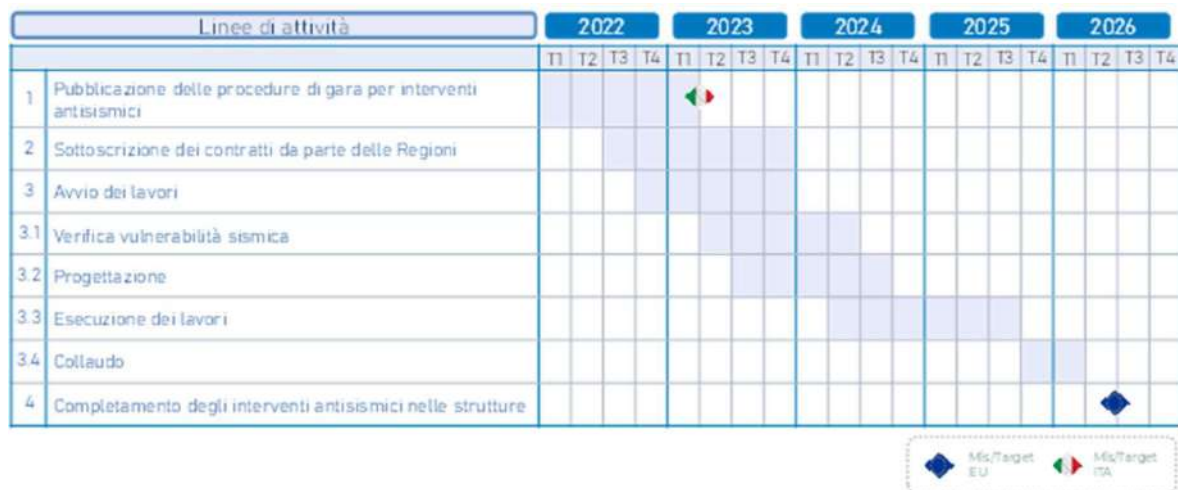 Linee di attività 2022 2023 2024 2025 2026
T1 T2 T3 T4 T1 T2 T3 T4 T1 T2 T3 T4 T1 T2 T3 T4 T1 T2 T3 T4
1 Pubblicazione delle procedure di gara per interventi
antisismici
2 Sottoscrizione dei contratti da parte delle Regioni
3 Avvio dei lavori
3.1 Verifica vulnerabilità sismica
3.2 Progettazione
3.3 Esecuzione dei lavori
3.4 Collaudo
4 Completamento degli interventi antisismici nelle strutture
Mis/Target Mis/Target
EU ITA